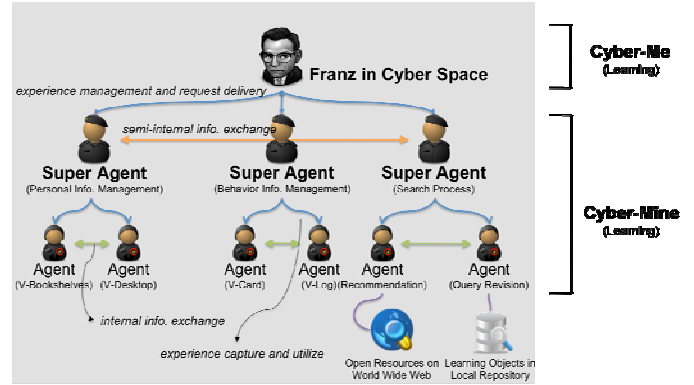 Cyber-Me
(Learning)
Franz in Cyber Space
experience management and request delivery
semi-internal info. exchange
Super Agent
(Personal Info. Management)
Super Agent
(Behavior Info. Management)
Super Agent
(Search Process)
Cyber-Mine
(Learning)
Agent
(V-Bookshelves)
Agent
(V-Desktop)
Agent
(V-Card)
Agent
(V-Log)
Agent
(Recommendation)
Agent
(Query Revision)
internal info. exchange
experience capture and utilize
Open Resources on
World Wide Web
Learning Objects in
Local Repository